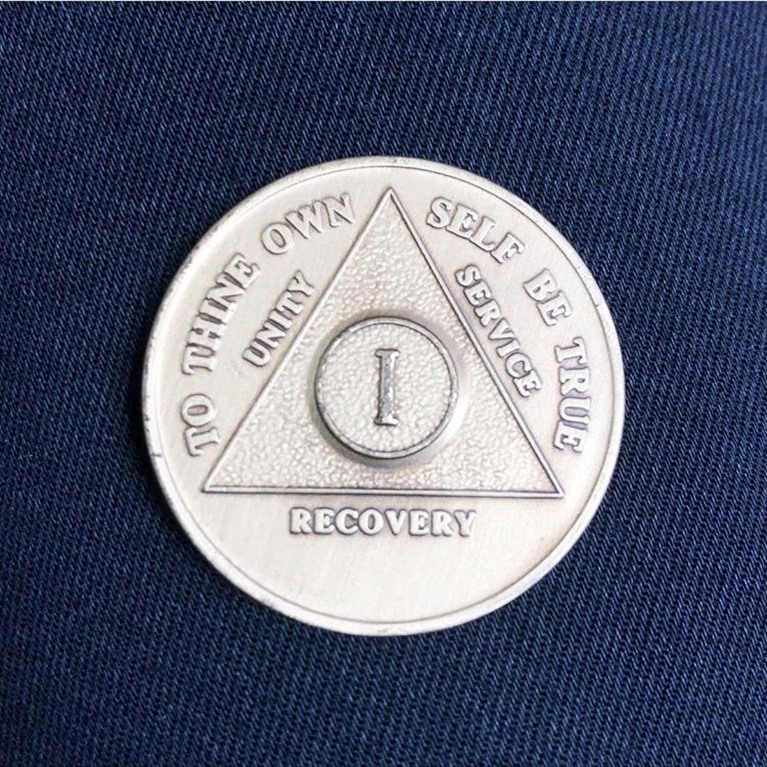 TO THINE OWN SELF BE TRUE
UNITY
SERVICE
I
RECOVERY